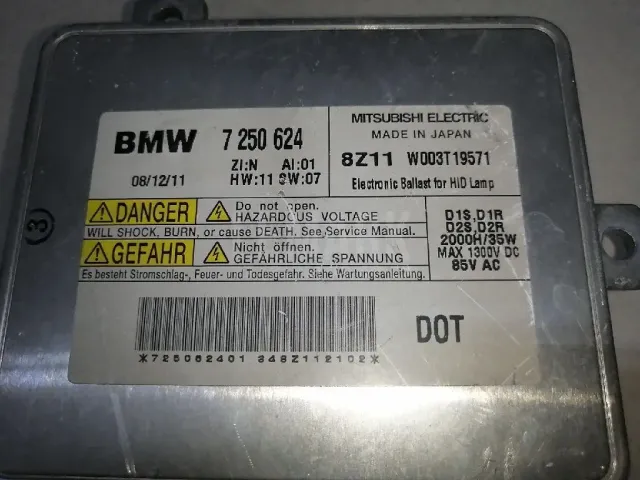 BMW 7 250 624
ZI:N AI:01
08/12/11 HW:11 SW:07
MITSUBISHI ELECTRIC
MADE IN JAPAN
8Z11 W003T19571
Electronic Ballast for HID Lamp
DANGER Do not open.
HAZARDOUS VOLTAGE
WILL SHOCK, BURN, or cause DEATH. See Service Manual.
GEFAHR Nicht öffnen.
GEFÄHRLICHE SPANNUNG
Es besteht Stromschlag-, Feuer- und Todesgefahr. Siehe Wartungsanleitung.
D1S,D1R
D2S,D2R
2000H/35W
MAX 1300V DC
85V AC
*725062401 348Z112102*
DOT
3